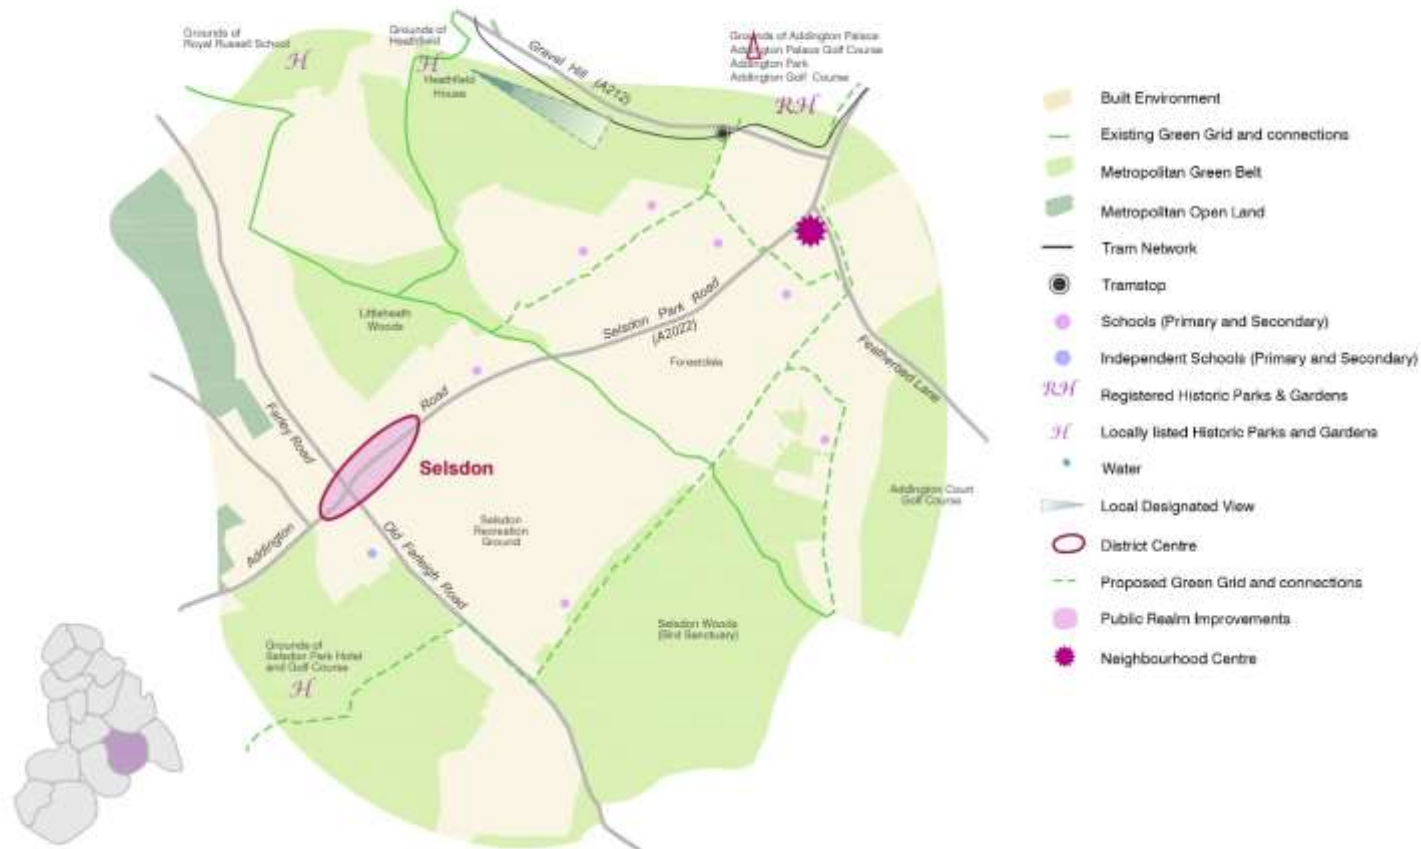 Grounds of
Royal Russell School
H
Grounds of
Heathfield
H
Heathfield
House
Gravel Hill (A212)
Grounds of Addington Palace
Addington Palace Golf Course
Addington Park
Addington Golf Course
RH
Littleheath
Woods
Selsdon Park Road
(A2022)
Forestdale
Featherbed Lane
Farley Road
Road
Selsdon
Addington Court
Golf Course
Selsdon
Recreation
Ground
Addington
Old Farleigh Road
Selsdon Woods
(Bird Sanctuary)
Grounds of
Selsdon Park Hotel
and Golf Course
H
Built Environment
Existing Green Grid and connections
Metropolitan Green Belt
Metropolitan Open Land
Tram Network
Tramstop
Schools (Primary and Secondary)
Independent Schools (Primary and Secondary)
RH Registered Historic Parks & Gardens
H Locally listed Historic Parks and Gardens
Water
Local Designated View
District Centre
Proposed Green Grid and connections
Public Realm Improvements
Neighbourhood Centre